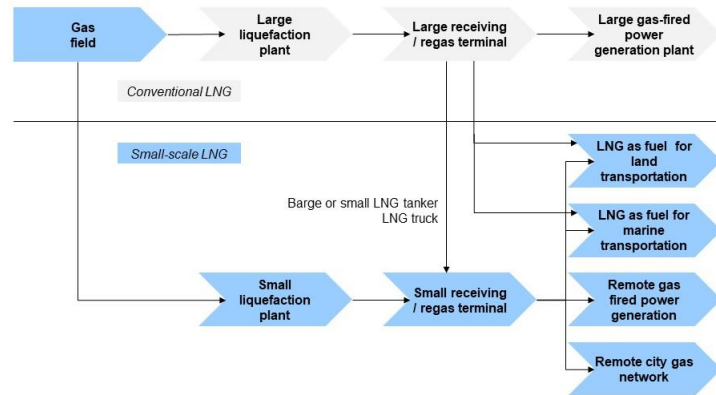 Gas
field
Large
liquefaction
plant
Large receiving
/ regas terminal
Large gas-fired
power
generation plant
Conventional LNG
Small-scale LNG
LNG as fuel for
land
transportation
Barge or small LNG tanker
LNG truck
LNG as fuel for
marine
transportation
Small
liquefaction
plant
Small receiving
/ regas terminal
Remote gas
fired power
generation
Remote city gas
network